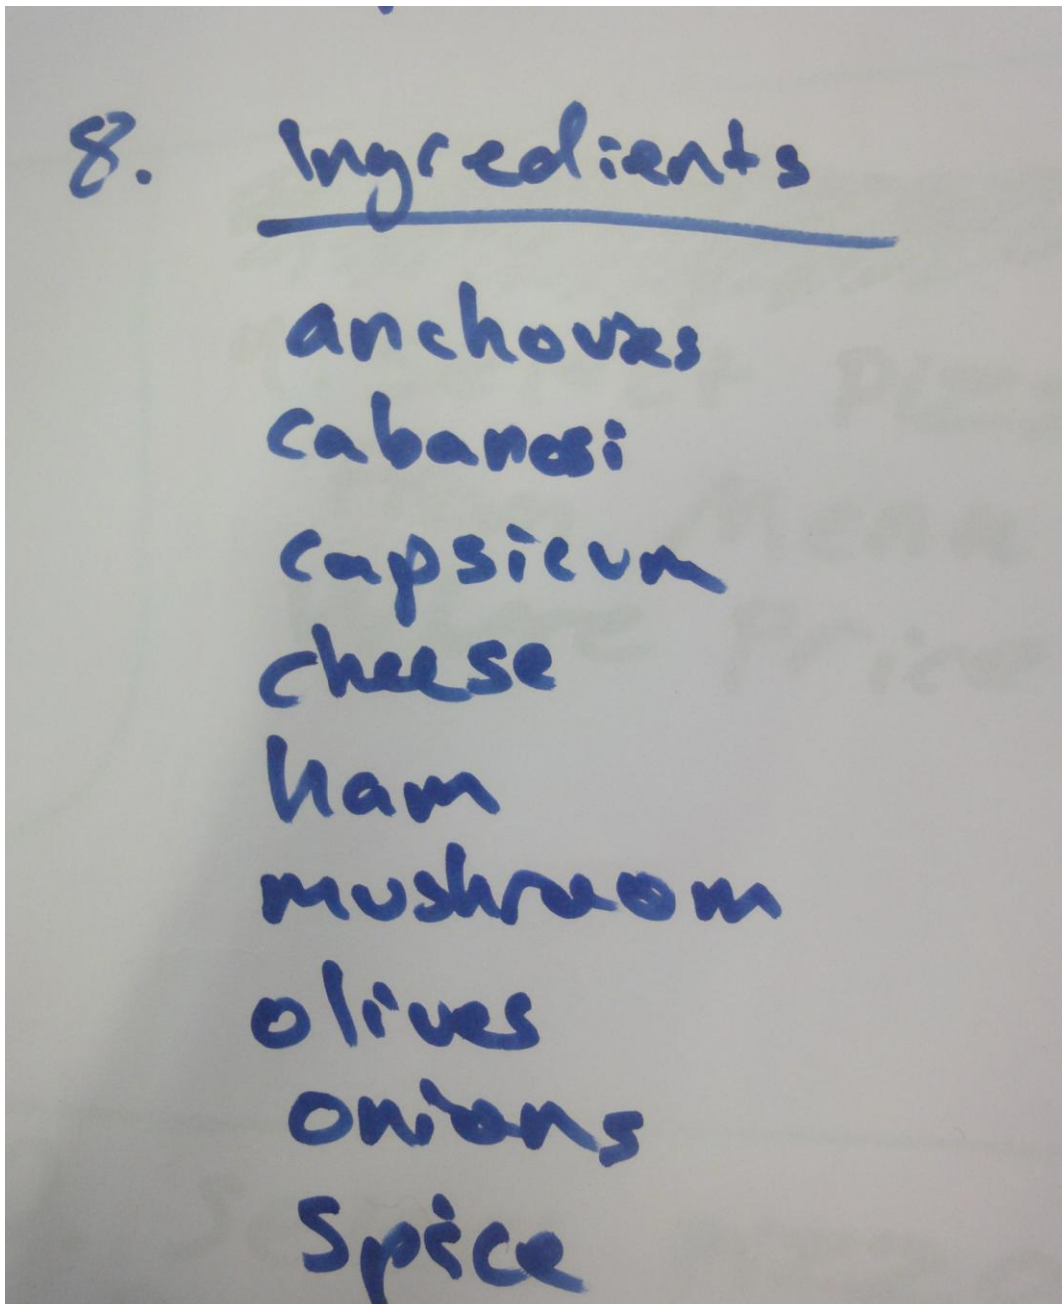 8. Ingredients
anchovies
cabanosi
capsicum
cheese
ham
mushroom
olives
onions
Spice